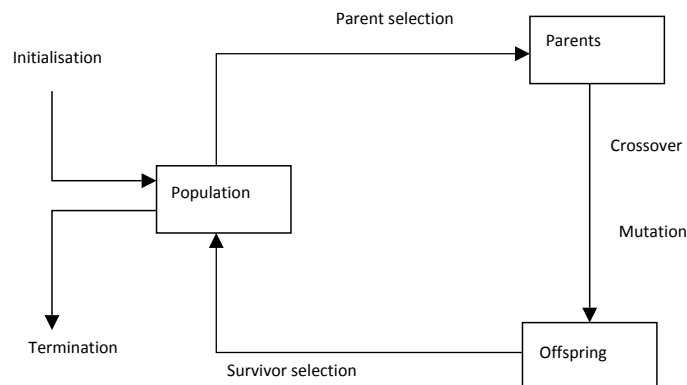 Parent selection
Parents
Initialisation
Crossover
Population
Mutation
Termination
Offspring
Survivor selection